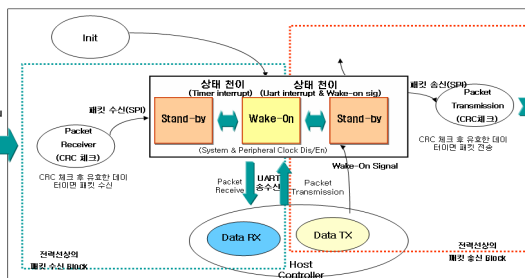 Init
상태 천이
(Timer interrupt)
상태 천이
(Uart interrupt & Wake-on sig)
패킷 수신(SPI)
패킷 송신(SPI)
Packet
Receiver
(CRC 체크)
Stand-by
Wake-On
Stand-by
Packet
Transmission
(CRC체크)
(System & Peripheral Clock Dis/En)
CRC 체크 후 유효한 데이
터이면 패킷 수신
CRC 체크 후 유효한 데이
터이면 패킷 전송
Wake-On Signal
Packet
Receive
UART
송수신
Packet
Transmission
Data RX
Data TX
Host
Controller
전력선상의
패킷 수신 Block
전력선상의
패킷 송신 Block